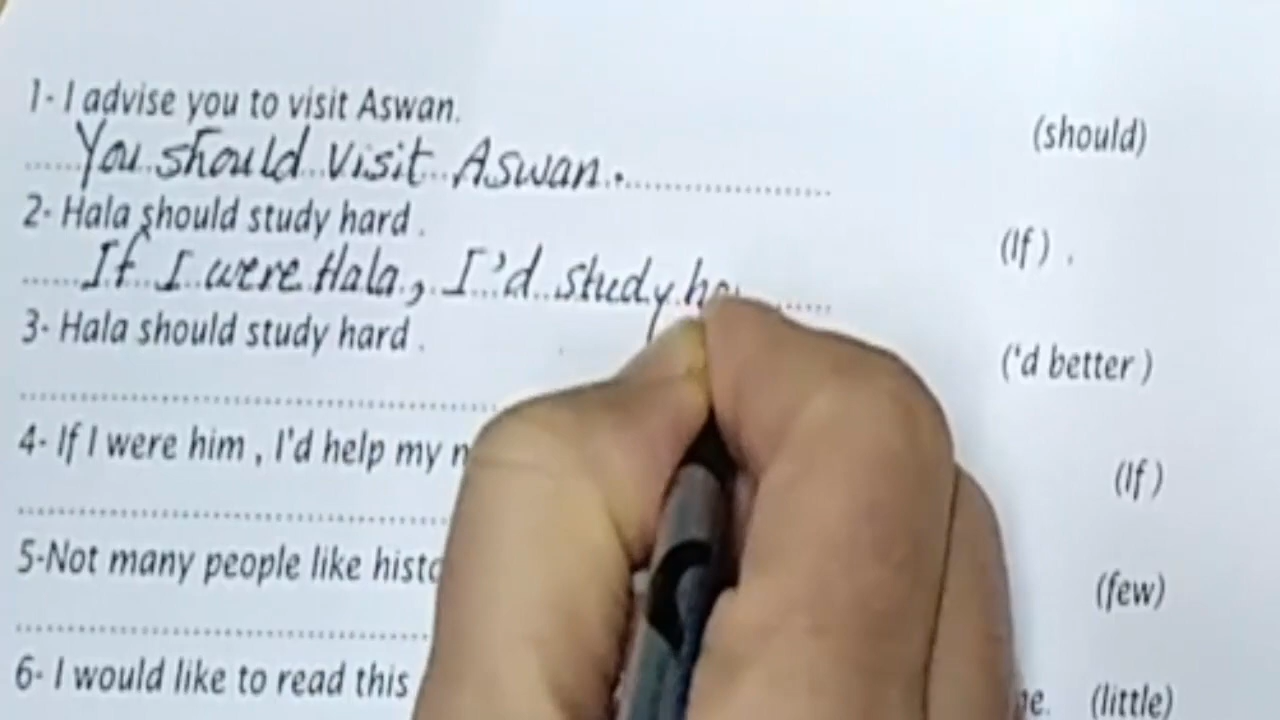 1- I advise you to visit Aswan. (should)
You should visit Aswan.
2- Hala should study hard . (If ) .
If I were Hala, I'd study
3- Hala should study hard . ('d better )
4- If I were him , I'd help my (If )
5-Not many people like (few)
6- I would like to read this (little)